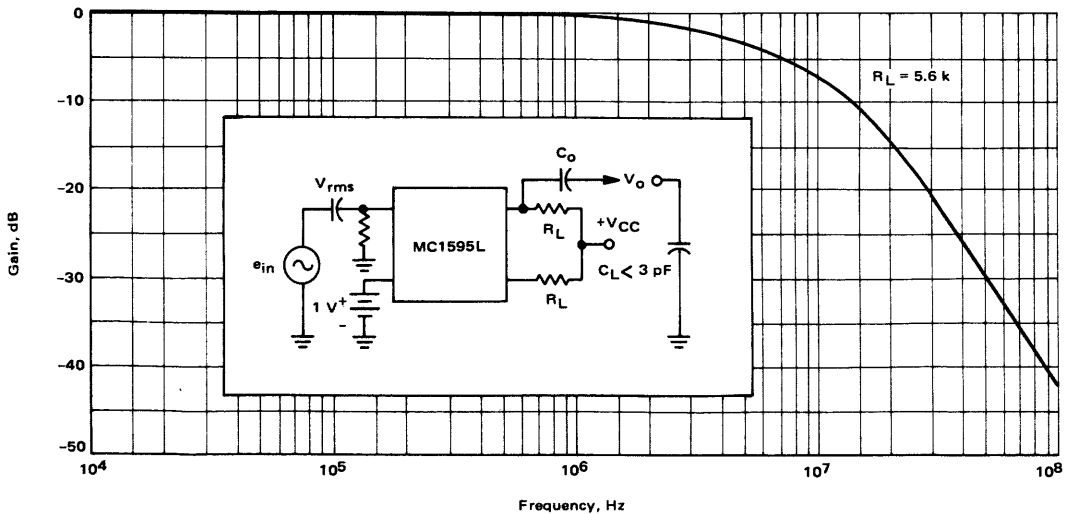 0
-10
-20
-30
-40
-50
Gain, dB
R_L = 5.6 k
C_o
V_o
V_rms
MC1595L
R_L
+V_CC
C_L < 3 pF
e_in
1 V
+
-
R_L
10^4
10^5
10^6
10^7
10^8
Frequency, Hz